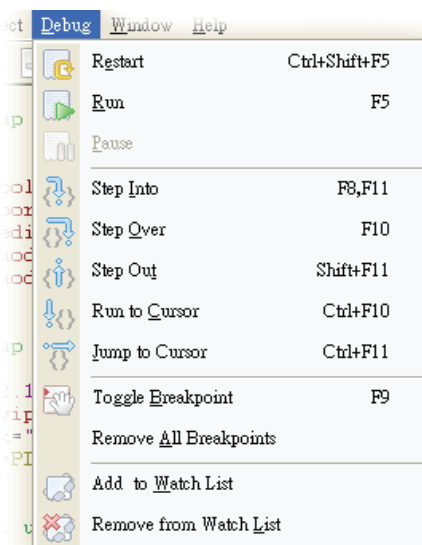 ct Debug Window Help
Restart Ctrl+Shift+F5
Run F5
Pause
Step Into F8,F11
Step Over F10
Step Out Shift+F11
Run to Cursor Ctrl+F10
Jump to Cursor Ctrl+F11
Toggle Breakpoint F9
Remove All Breakpoints
Add to Watch List
Remove from Watch List